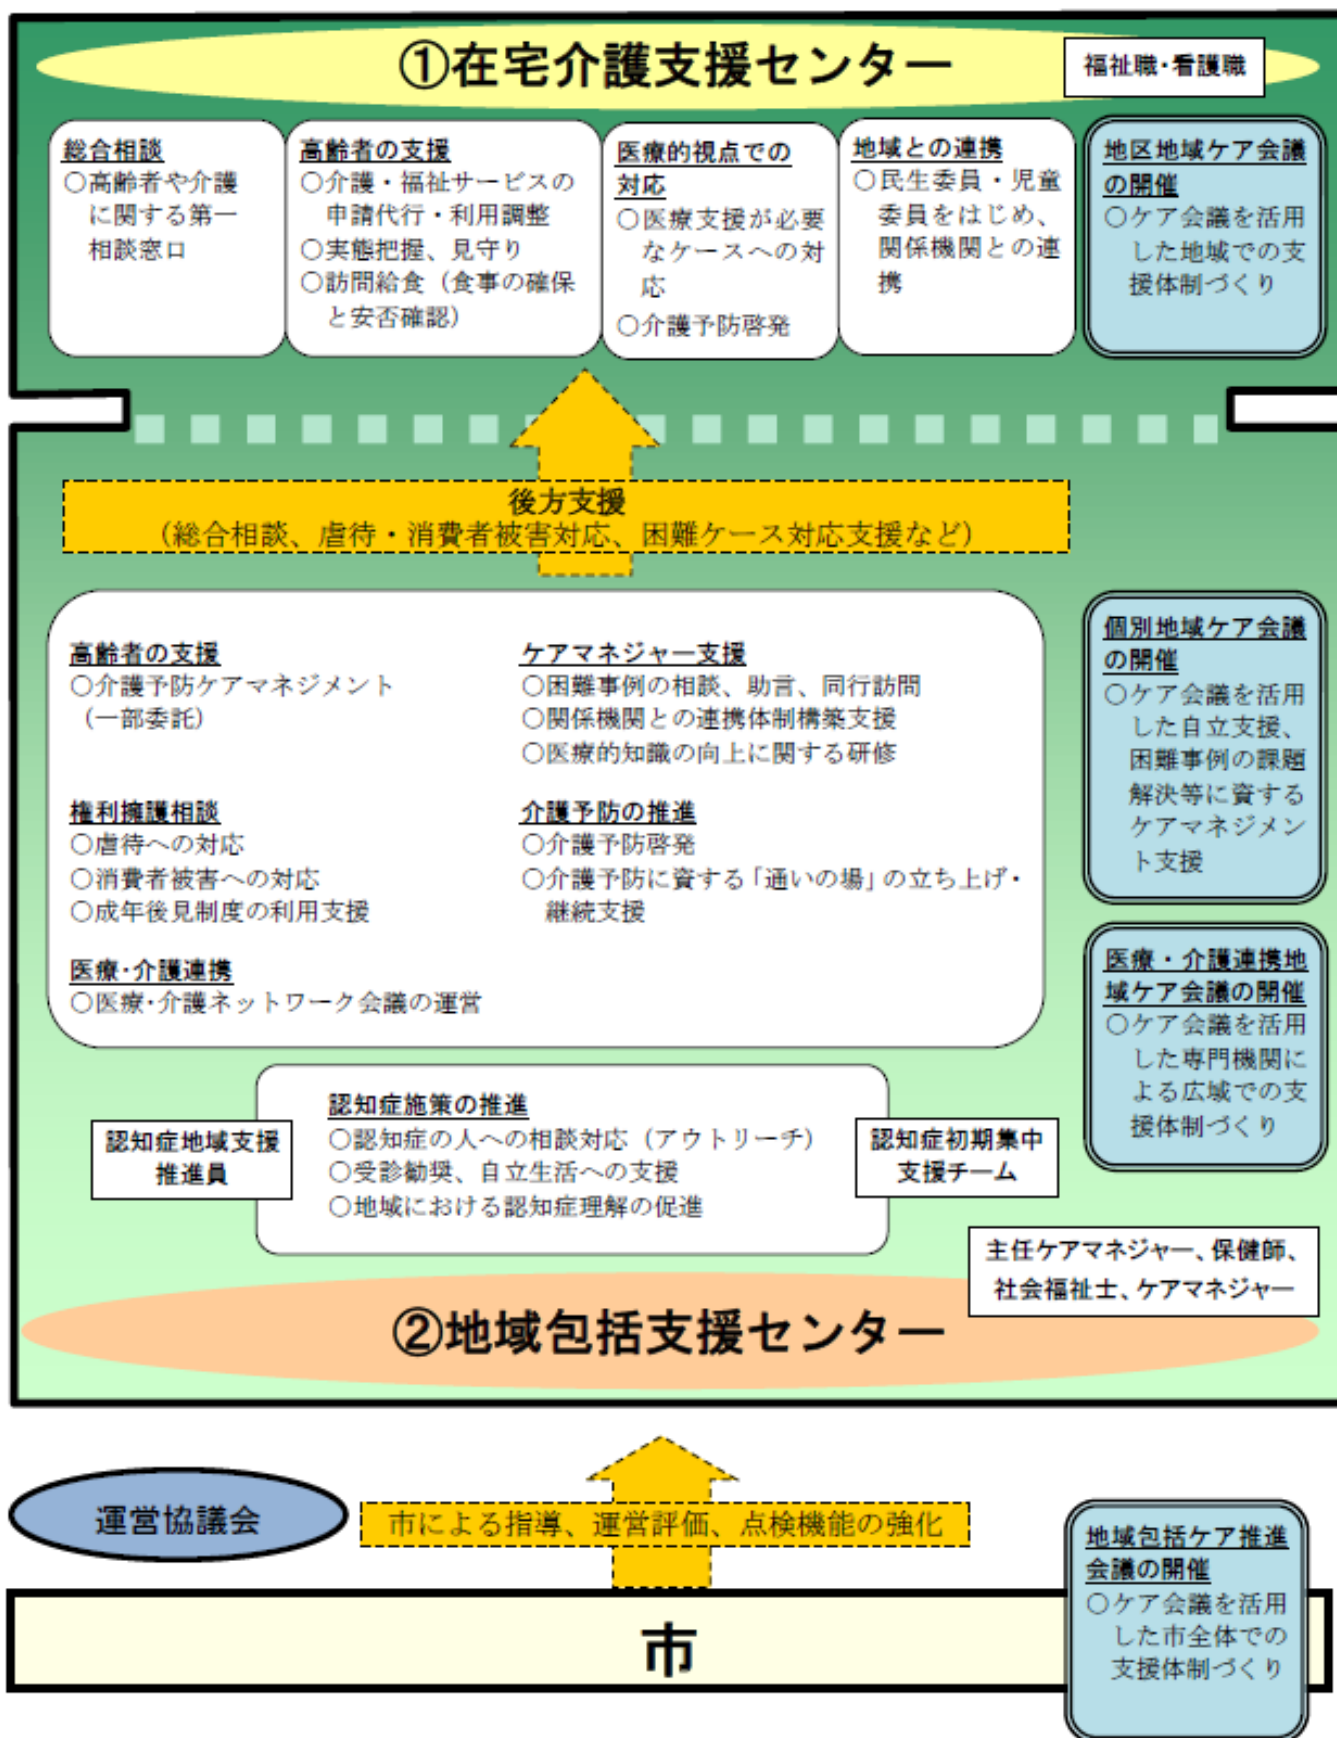 ①在宅介護支援センター
福祉職・看護職
総合相談
○高齢者や介護
に関する第一
相談窓口
高齢者の支援
○介護・福祉サービスの
申請代行・利用調整
○実態把握、見守り
○訪問給食（食事の確保
と安否確認）
医療的視点での
対応
○医療支援が必要
なケースへの対
応
○介護予防啓発
地域との連携
○民生委員・児童
委員をはじめ、
関係機関との連
携
地区地域ケア会議
の開催
○ケア会議を活用
した地域での支
援体制づくり
後方支援
（総合相談、虐待・消費者被害対応、困難ケース対応支援など）
高齢者の支援
○介護予防ケアマネジメント
（一部委託）
権利擁護相談
○虐待への対応
○消費者被害への対応
○成年後見制度の利用支援
医療・介護連携
○医療・介護ネットワーク会議の運営
ケアマネジャー支援
○困難事例の相談、助言、同行訪問
○関係機関との連携体制構築支援
○医療的知識の向上に関する研修
介護予防の推進
○介護予防啓発
○介護予防に資する「通いの場」の立ち上げ・
継続支援
個別地域ケア会議
の開催
○ケア会議を活用
した自立支援、
困難事例の課題
解決等に資する
ケアマネジメン
ト支援
医療・介護連携地
域ケア会議の開催
○ケア会議を活用
した専門機関に
よる広域での支
援体制づくり
認知症地域支援
推進員
認知症施策の推進
○認知症の人への相談対応（アウトリーチ）
○受診勧奨、自立生活への支援
○地域における認知症理解の促進
認知症初期集中
支援チーム
主任ケアマネジャー、保健師、
社会福祉士、ケアマネジャー
②地域包括支援センター
運営協議会
市による指導、運営評価、点検機能の強化
地域包括ケア推進
会議の開催
○ケア会議を活用
した市全体での
支援体制づくり
市